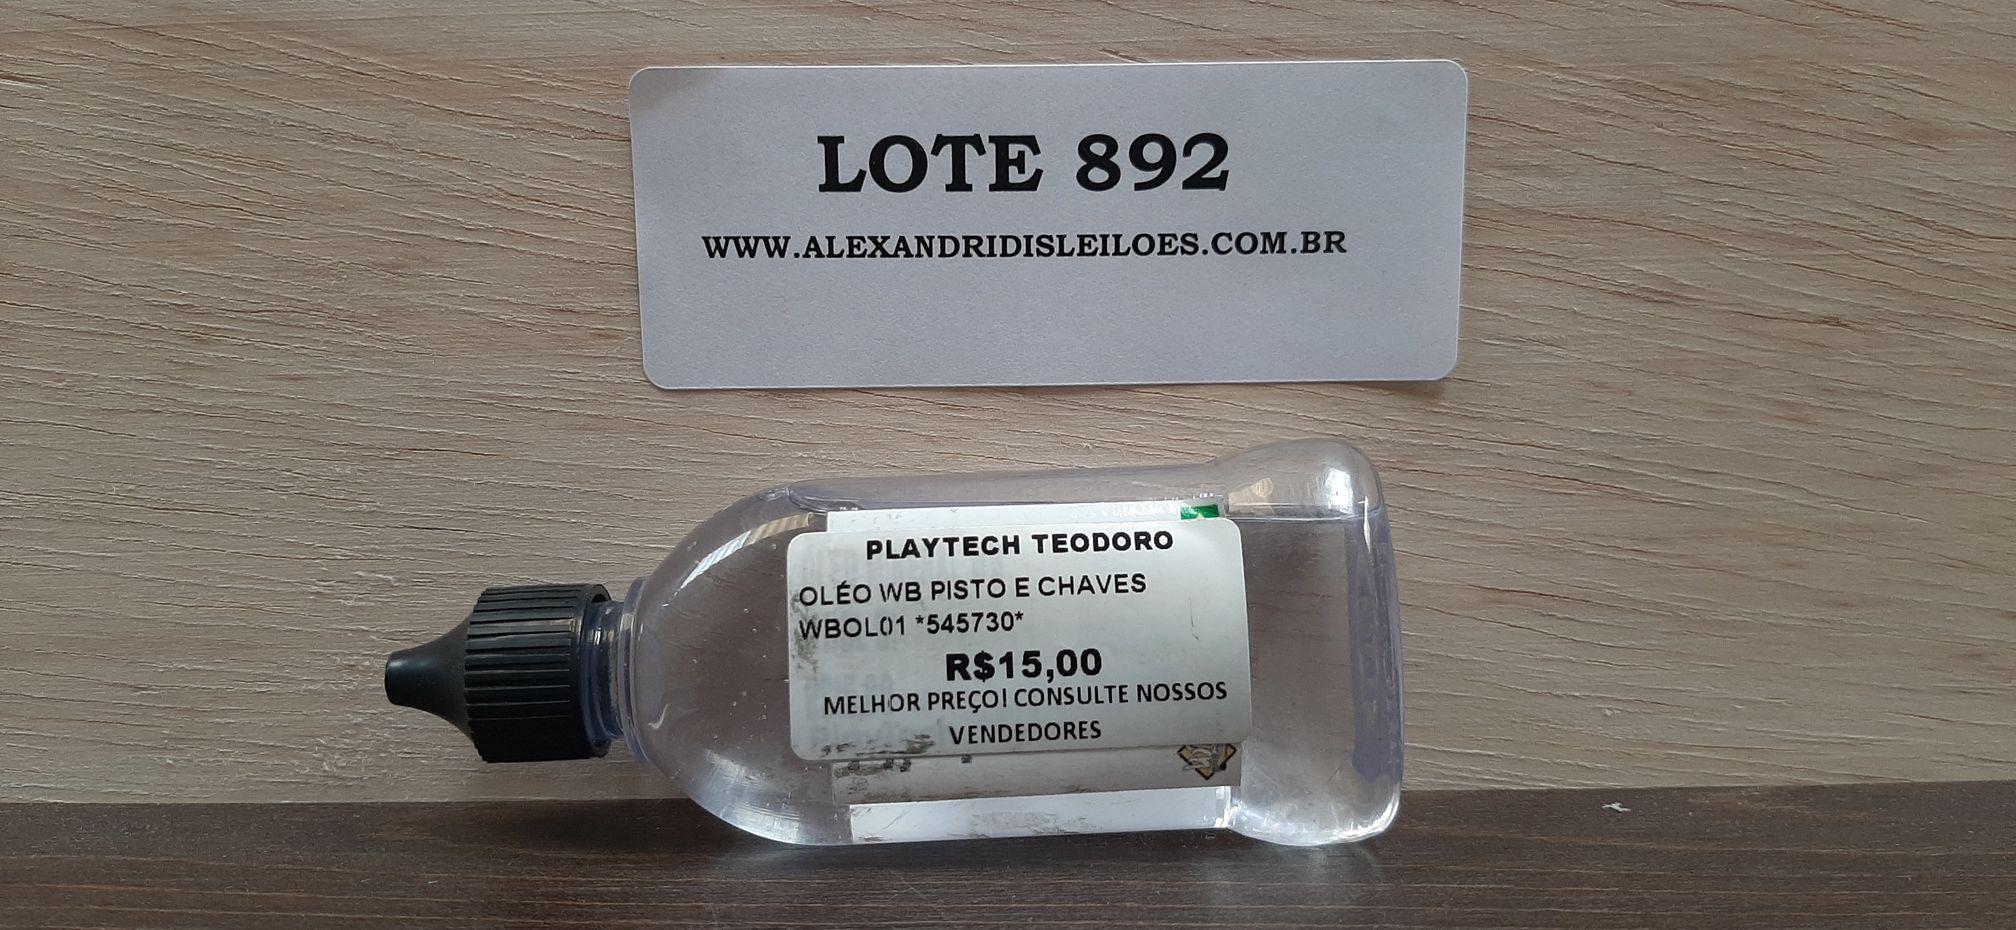 LOTE 892
WWW.ALEXANDRIDISLEILOES.COM.BR
PLAYTECH TEODORO
OLÉO WB PISTO E CHAVES
WBOL01 *545730*
R$15,00
MELHOR PREÇO! CONSULTE NOSSOS
VENDEDORES